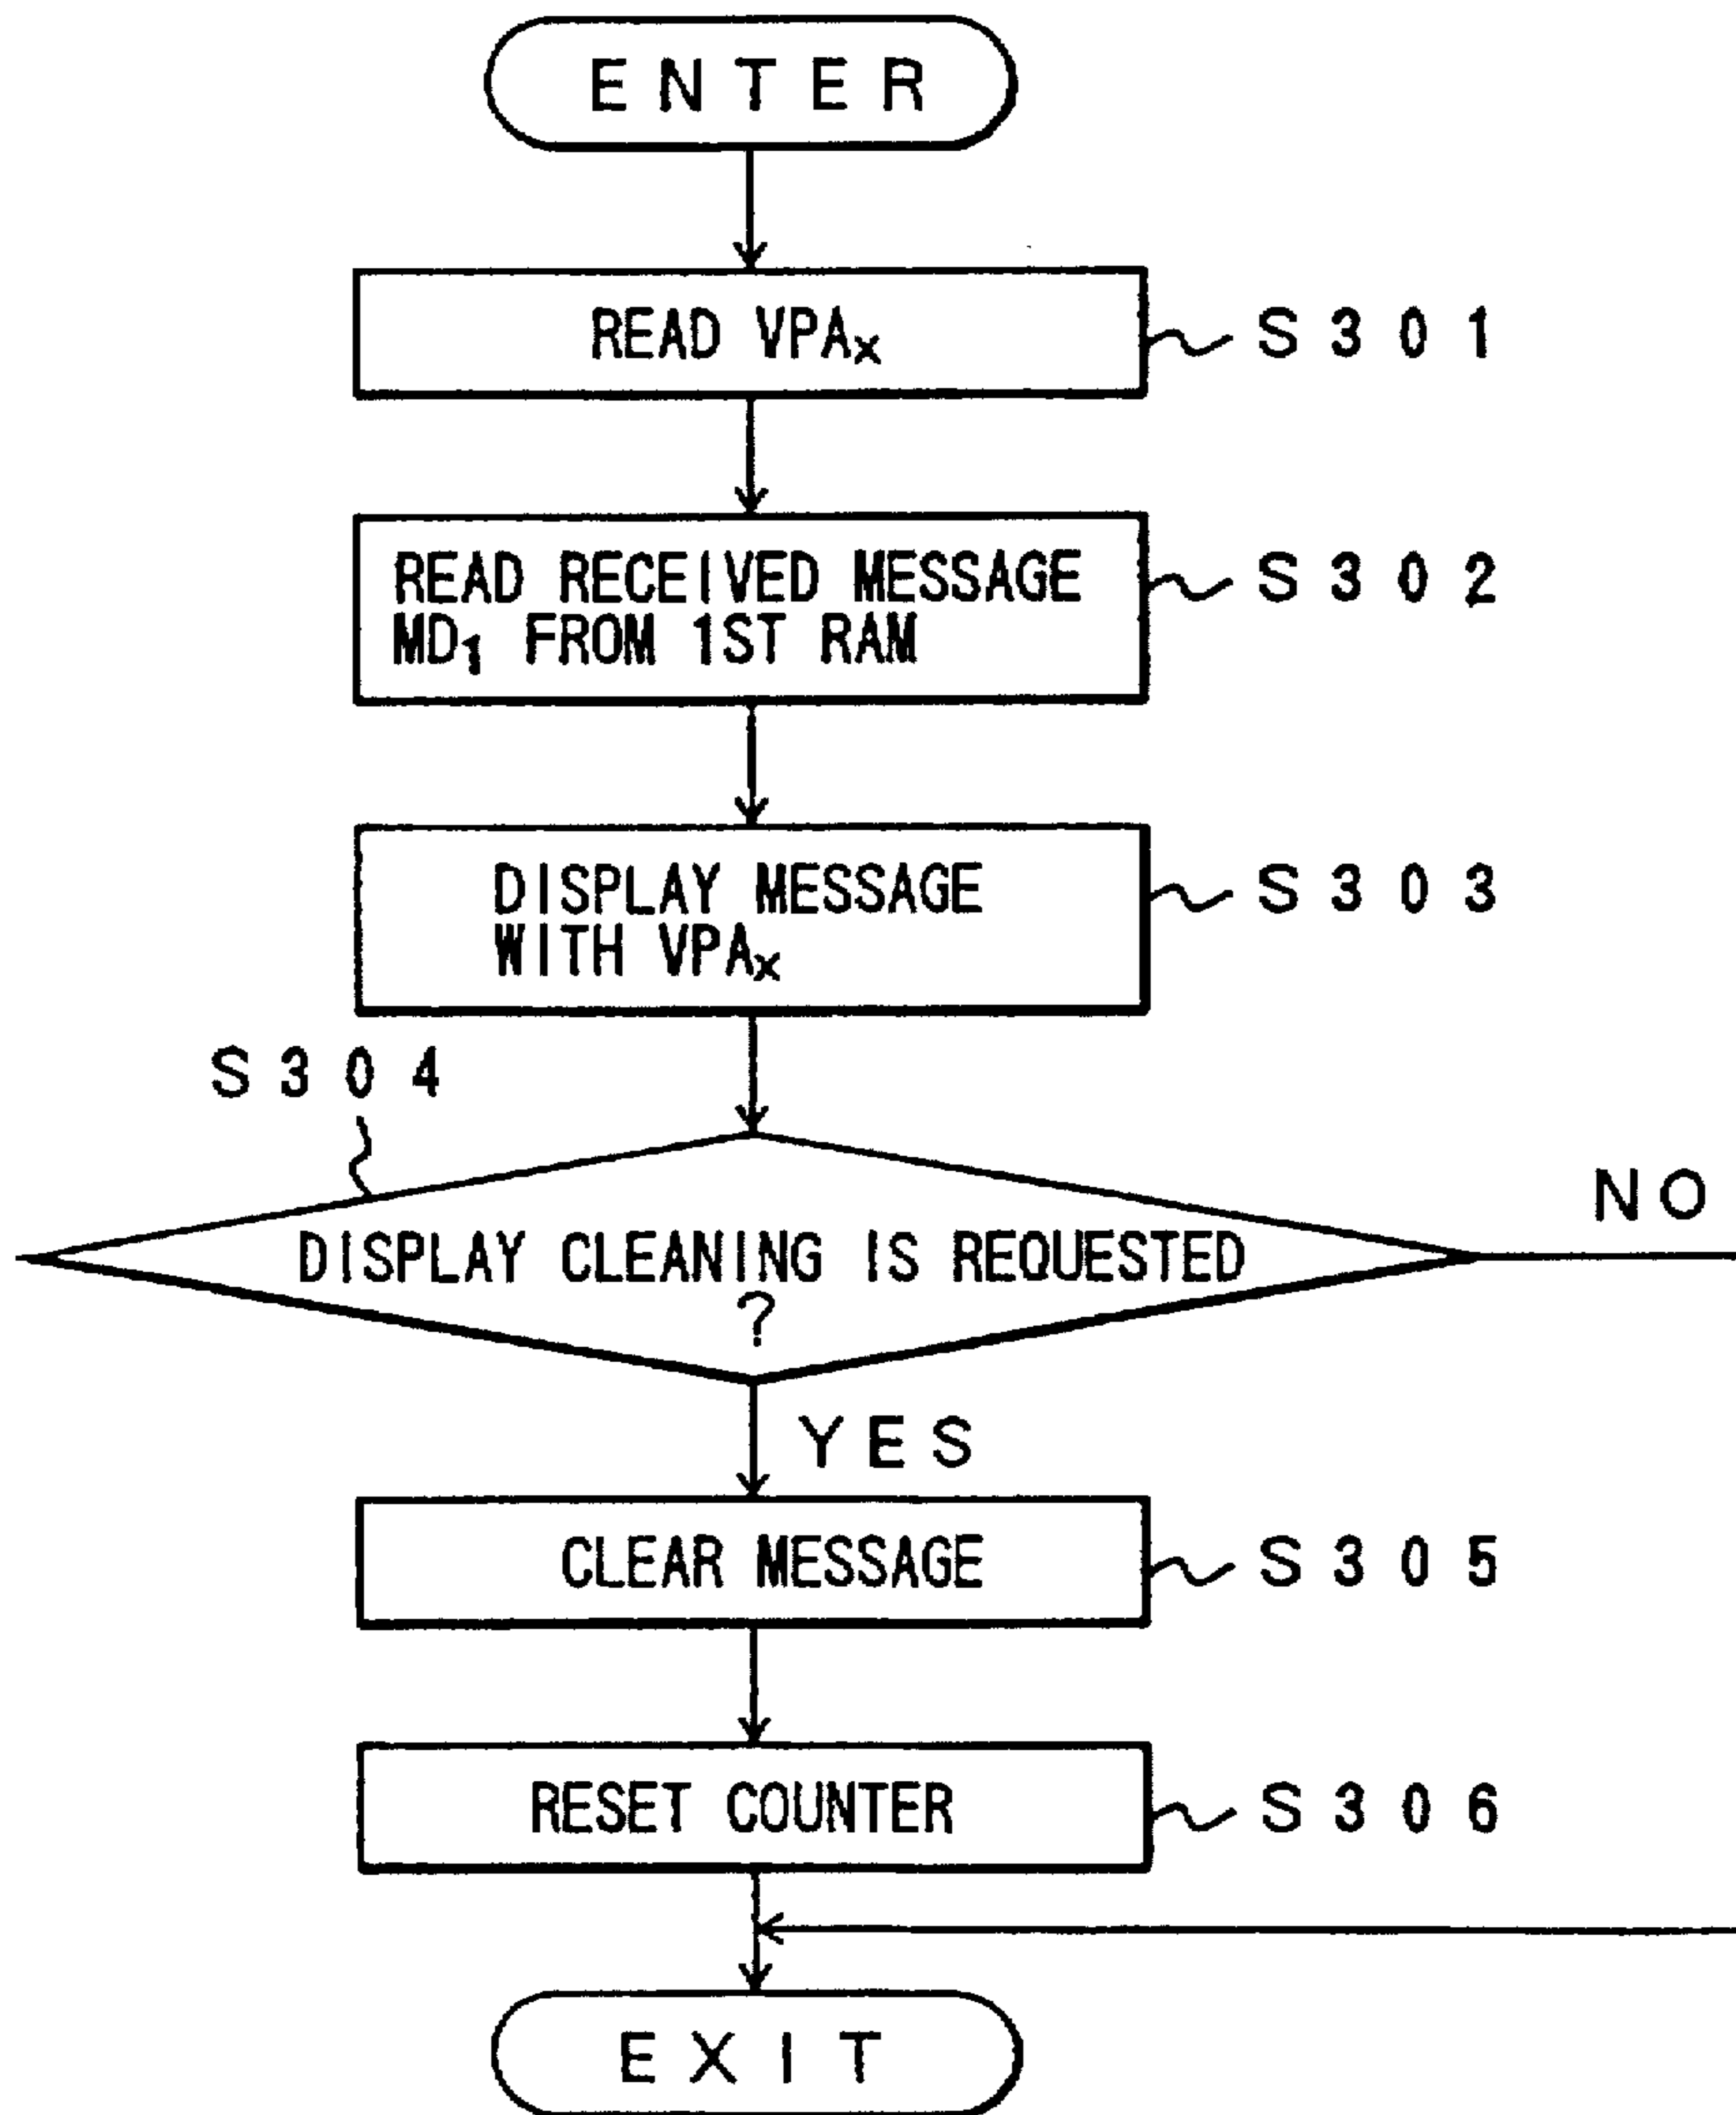 ENTER
READ VPAx
S301
READ RECEIVED MESSAGE
MD1 FROM 1ST RAM
S302
DISPLAY MESSAGE
WITH VPAx
S303
S304
DISPLAY CLEANING IS REQUESTED
?
NO
YES
CLEAR MESSAGE
S305
RESET COUNTER
S306
EXIT